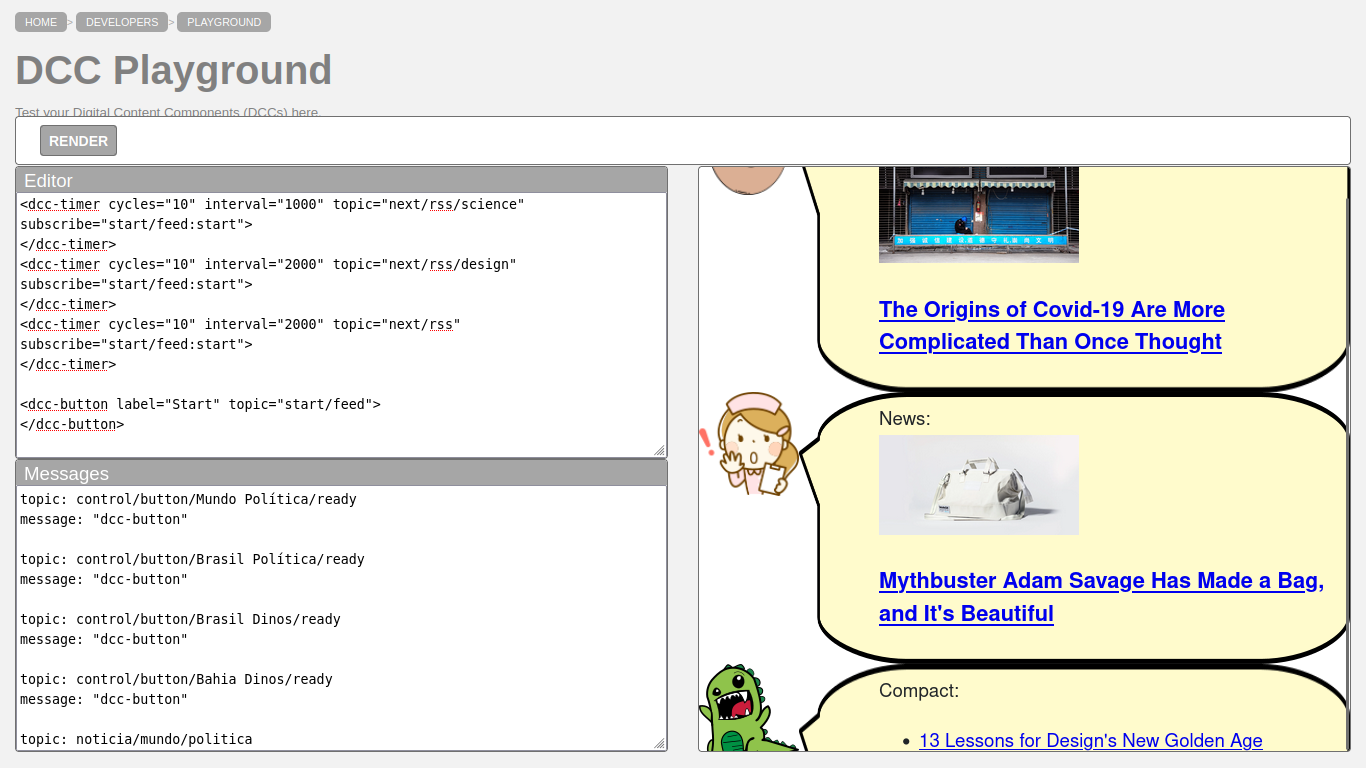 HOME > DEVELOPERS > PLAYGROUND
DCC Playground
Test your Digital Content Components (DCCs) here.
RENDER
Editor
<dcc-timer cycles="10" interval="1000" topic="next/rss/science"
subscribe="start/feed:start">
</dcc-timer>
<dcc-timer cycles="10" interval="2000" topic="next/rss/design"
subscribe="start/feed:start">
</dcc-timer>
<dcc-timer cycles="10" interval="2000" topic="next/rss"
subscribe="start/feed:start">
</dcc-timer>
<dcc-button label="Start" topic="start/feed">
</dcc-button>
Messages
topic: control/button/Mundo Política/ready
message: "dcc-button"
topic: control/button/Brasil Política/ready
message: "dcc-button"
topic: control/button/Brasil Dinos/ready
message: "dcc-button"
topic: control/button/Bahia Dinos/ready
message: "dcc-button"
topic: noticia/mundo/politica
The Origins of Covid-19 Are More
Complicated Than Once Thought
News:
Mythbuster Adam Savage Has Made a Bag,
and It's Beautiful
Compact:
13 Lessons for Design's New Golden Age